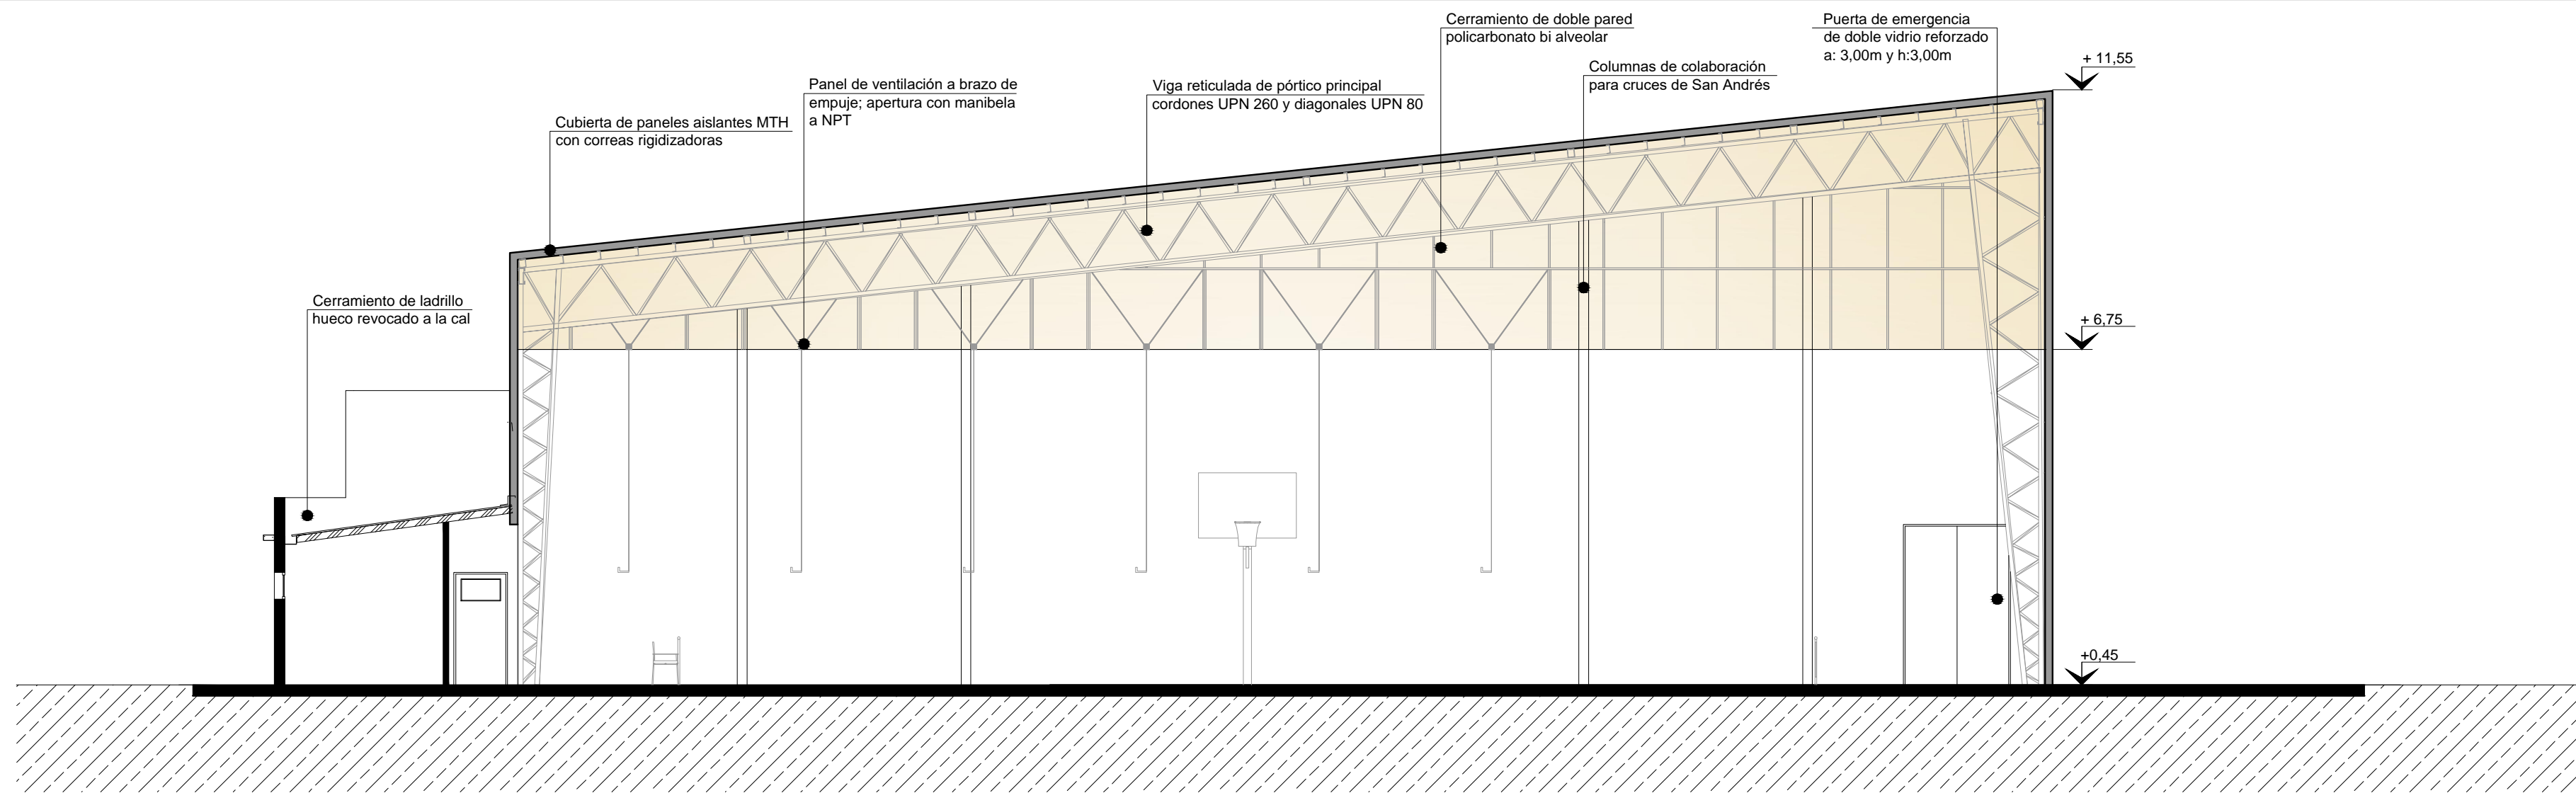 Cerramiento de ladrillo
hueco revocado a la cal
Cubierta de paneles aislantes MTH
con correas rigidizadoras
Panel de ventilación a brazo de
empuje; apertura con manibela
a NPT
Viga reticulada de pórtico principal
cordones UPN 260 y diagonales UPN 80
Cerramiento de doble pared
policarbonato bi alveolar
Columnas de colaboración
para cruces de San Andrés
Puerta de emergencia
de doble vidrio reforzado
a: 3,00m y h:3,00m
+ 11,55
+ 6,75
+0,45